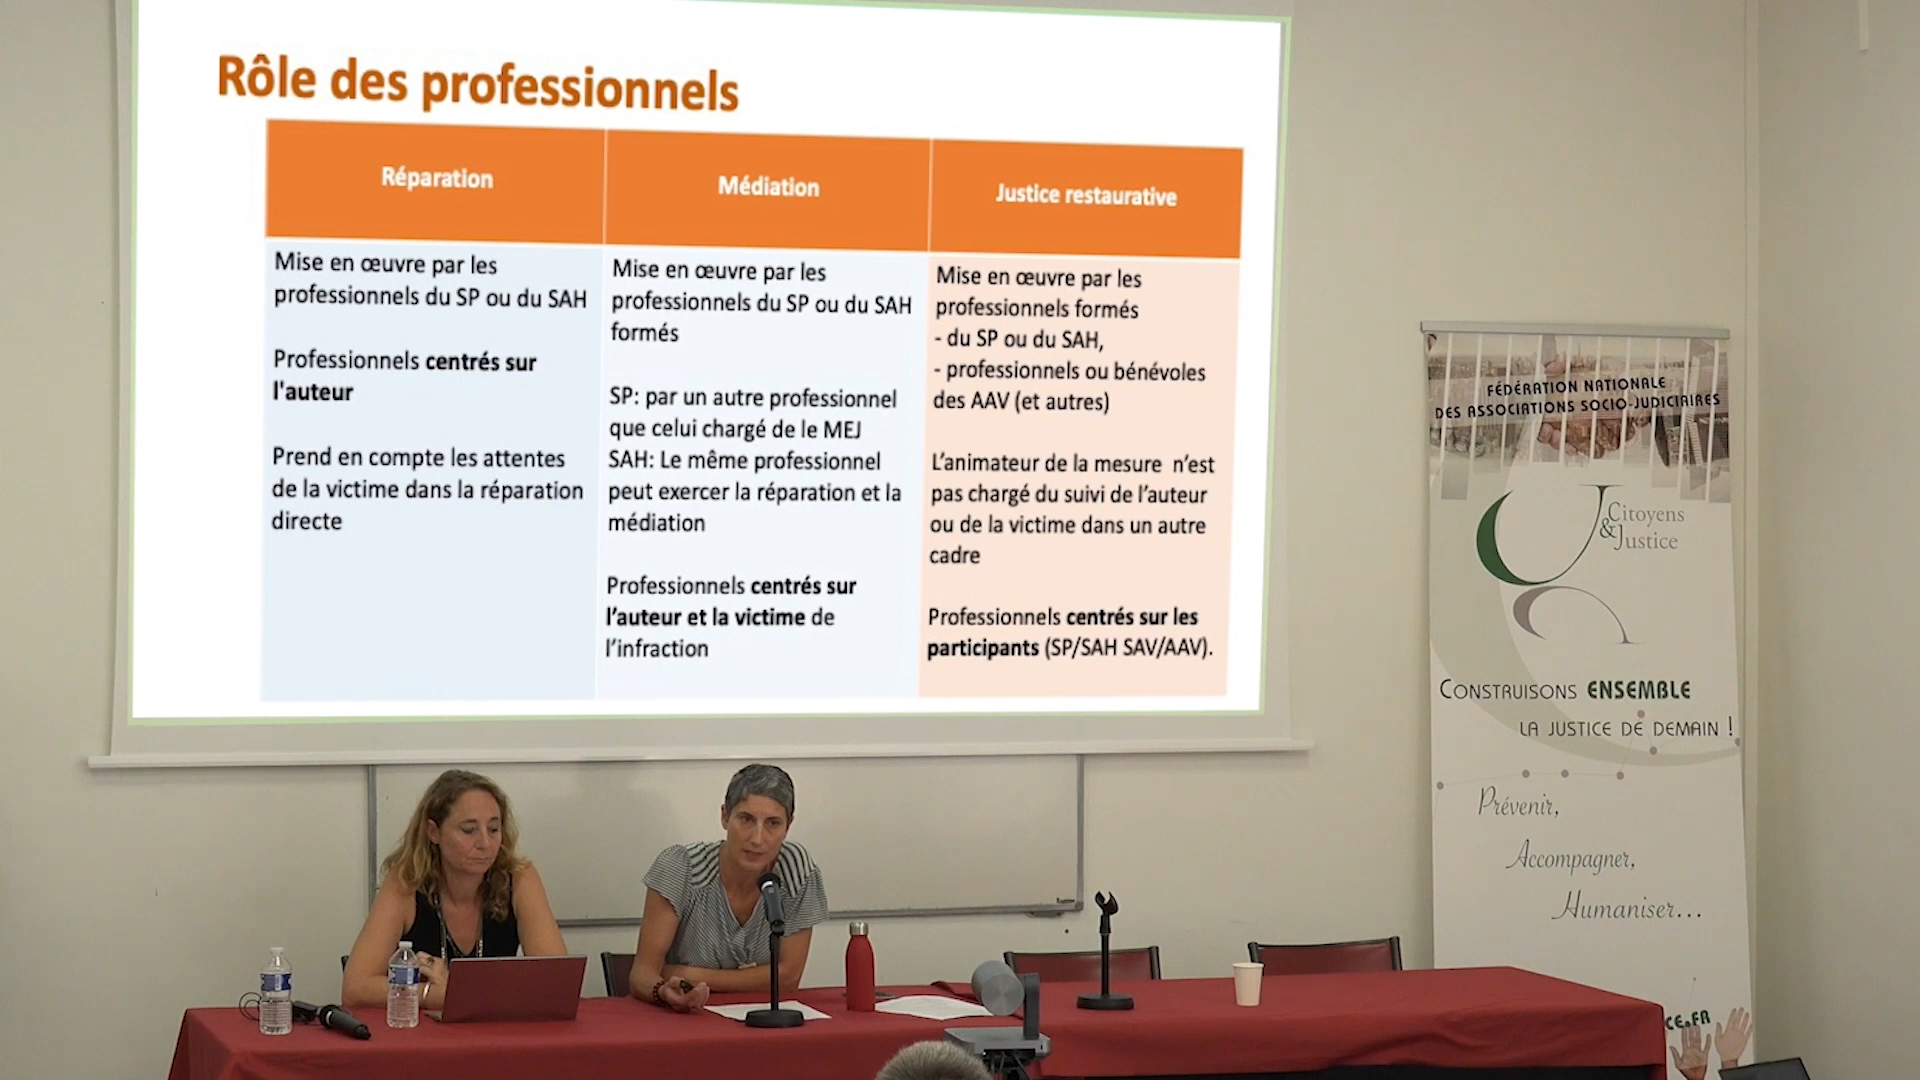 Rôle des professionnels
Réparation
Médiation
Justice restaurative
Mise en œuvre par les
professionnels du SP ou du SAH
Professionnels centrés sur
l'auteur
Prend en compte les attentes
de la victime dans la réparation
directe
Mise en œuvre par les
professionnels du SP ou du SAH
formés
SP: par un autre professionnel
que celui chargé de le MEJ
SAH: Le même professionnel
peut exercer la réparation et la
médiation
Professionnels centrés sur
l'auteur et la victime de
l'infraction
Mise en œuvre par les
professionnels formés
- du SP ou du SAH,
- professionnels ou bénévoles
des AAV (et autres)
L'animateur de la mesure n'est
pas chargé du suivi de l'auteur
ou de la victime dans un autre
cadre
Professionnels centrés sur les
participants (SP/SAH SAV/AAV).
FÉDÉRATION NATIONALE
DES ASSOCIATIONS SOCIO-JUDICIAIRES
Citoyens
&Justice
CONSTRUISONS ENSEMBLE
LA JUSTICE DE DEMAIN !
Prévenir,
Accompagner,
Humaniser...
CE.FR